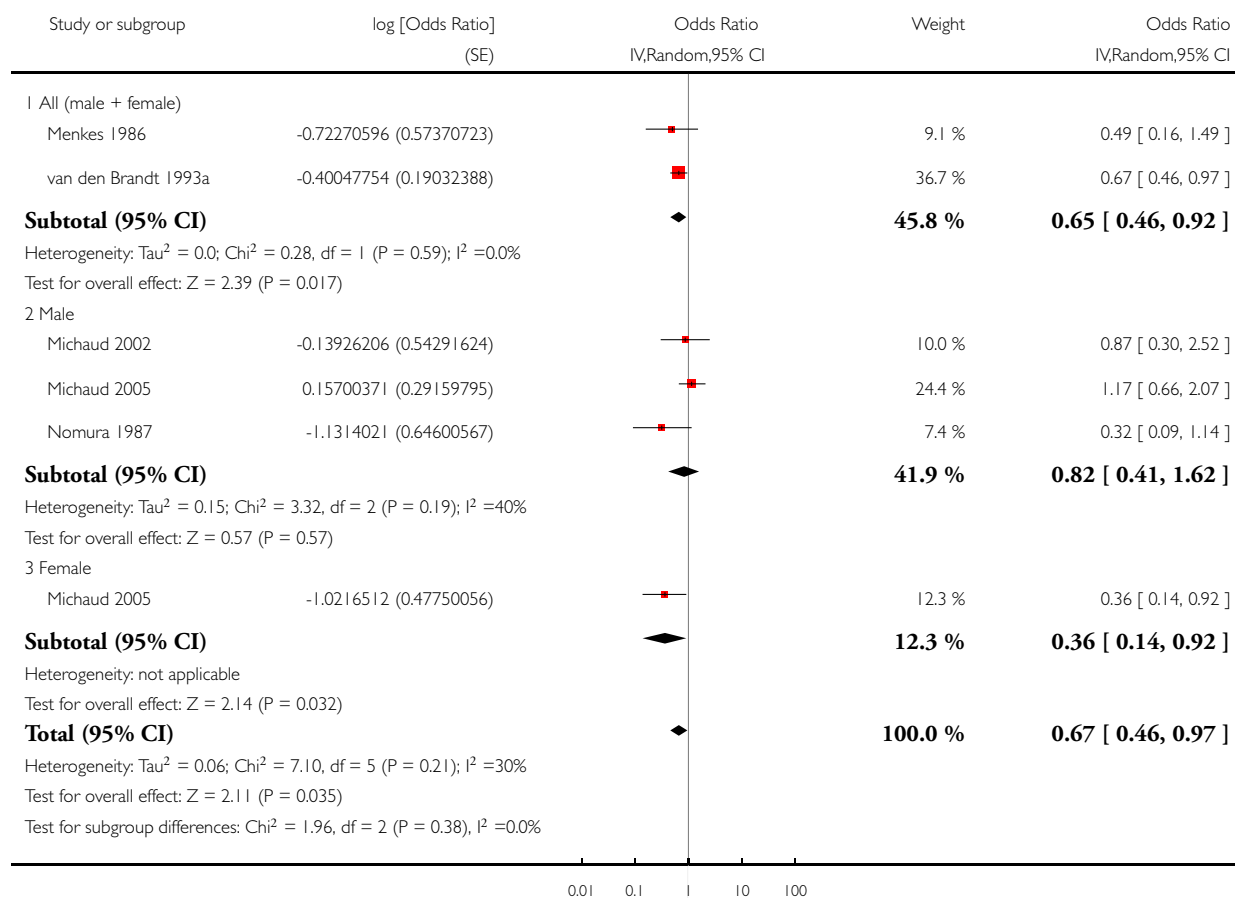 Study or subgroup log [Odds Ratio] Odds Ratio Weight Odds Ratio
(SE) IV,Random,95% CI IV,Random,95% CI
1 All (male + female)
Menkes 1986 -0.72270596 (0.57370723) 9.1 % 0.49 [ 0.16, 1.49 ]
van den Brandt 1993a -0.40047754 (0.19032388) 36.7 % 0.67 [ 0.46, 0.97 ]
Subtotal (95% CI) 45.8 % 0.65 [ 0.46, 0.92 ]
Heterogeneity: Tau² = 0.0; Chi² = 0.28, df = 1 (P = 0.59); I² =0.0%
Test for overall effect: Z = 2.39 (P = 0.017)
2 Male
Michaud 2002 -0.13926206 (0.54291624) 10.0 % 0.87 [ 0.30, 2.52 ]
Michaud 2005 0.15700371 (0.29159795) 24.4 % 1.17 [ 0.66, 2.07 ]
Nomura 1987 -1.1314021 (0.64600567) 7.4 % 0.32 [ 0.09, 1.14 ]
Subtotal (95% CI) 41.9 % 0.82 [ 0.41, 1.62 ]
Heterogeneity: Tau² = 0.15; Chi² = 3.32, df = 2 (P = 0.19); I² =40%
Test for overall effect: Z = 0.57 (P = 0.57)
3 Female
Michaud 2005 -1.0216512 (0.47750056) 12.3 % 0.36 [ 0.14, 0.92 ]
Subtotal (95% CI) 12.3 % 0.36 [ 0.14, 0.92 ]
Heterogeneity: not applicable
Test for overall effect: Z = 2.14 (P = 0.032)
Total (95% CI) 100.0 % 0.67 [ 0.46, 0.97 ]
Heterogeneity: Tau² = 0.06; Chi² = 7.10, df = 5 (P = 0.21); I² =30%
Test for overall effect: Z = 2.11 (P = 0.035)
Test for subgroup differences: Chi² = 1.96, df = 2 (P = 0.38), I² =0.0%
0.01 0.1 1 10 100